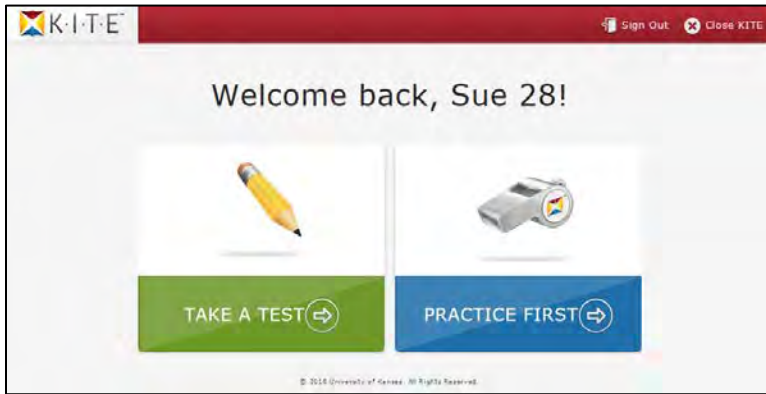 K·I·T·E
Sign Out
Close KITE
Welcome back, Sue 28!
TAKE A TEST
PRACTICE FIRST
© 2016 University of Kansas. All Rights Reserved.